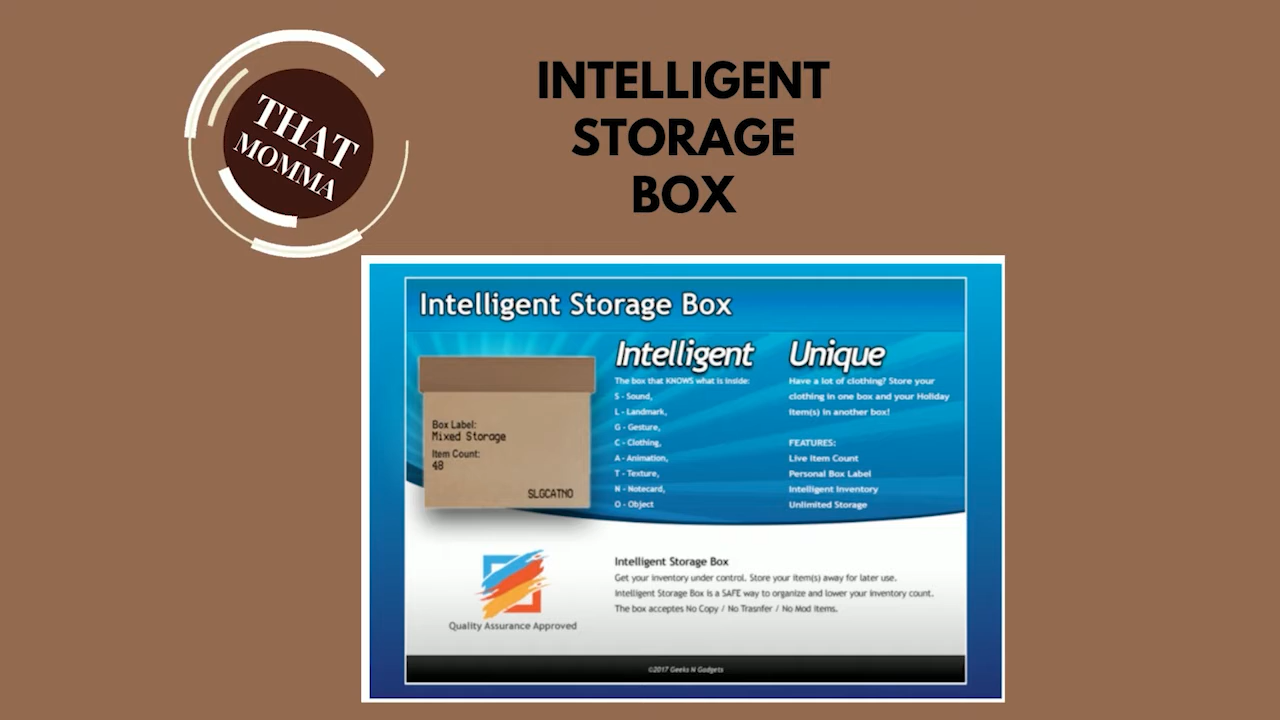 THAT
MOMMA
INTELLIGENT
STORAGE
BOX
Intelligent Storage Box
Box Label:
Mixed Storage
Item Count:
48
SLGCATNO
Intelligent
The box that KNOWS what is inside:
S - Sound,
L - Landmark,
G - Gesture,
C - Clothing,
A - Animation,
T - Texture,
N - Notecard,
O - Object
Unique
Have a lot of clothing? Store your
clothing in one box and your Holiday
item(s) in another box!
FEATURES:
Live Item Count
Personal Box Label
Intelligent Inventory
Unlimited Storage
Quality Assurance Approved
Intelligent Storage Box
Get your inventory under control. Store your item(s) away for later use.
Intelligent Storage Box is a SAFE way to organize and lower your inventory count.
The box acceptes No Copy / No Trasnfer / No Mod items.
©2017 Geeks N Gadgets